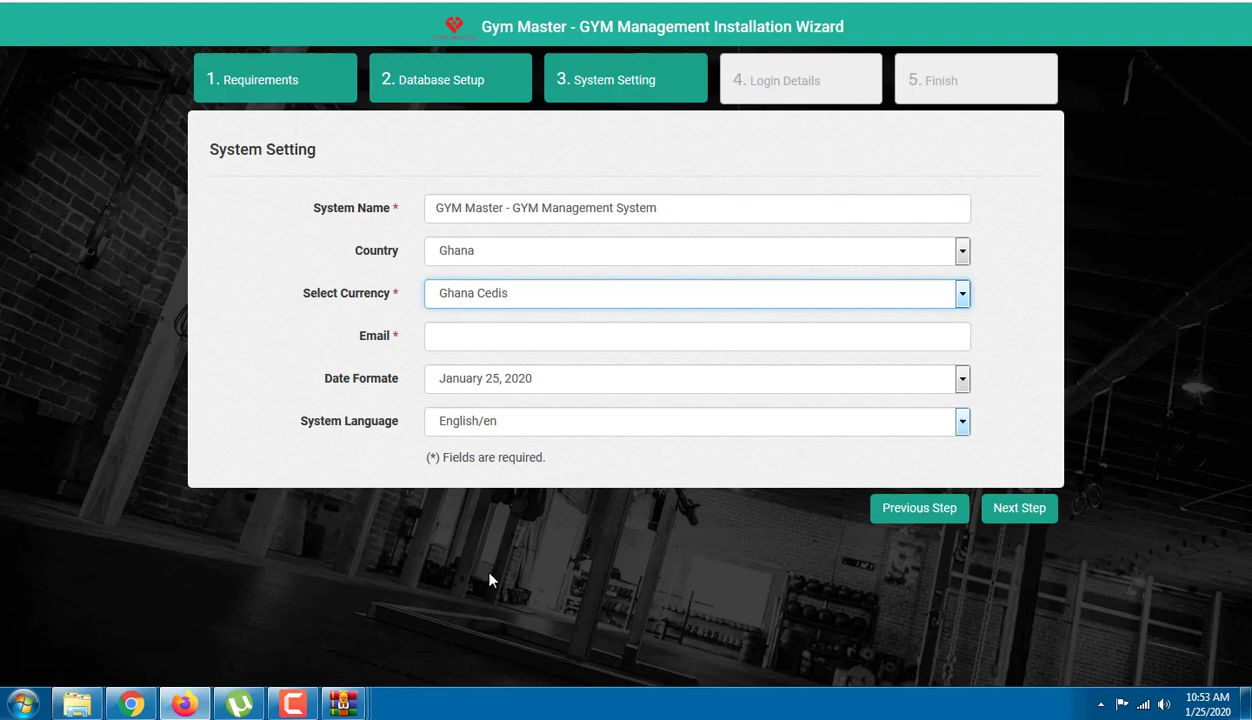 Gym Master - GYM Management Installation Wizard
1. Requirements
2. Database Setup
3. System Setting
4. Login Details
5. Finish
System Setting
System Name *
GYM Master - GYM Management System
Country
Ghana
Select Currency *
Ghana Cedis
Email *
Date Formate
January 25, 2020
System Language
English/en
(*) Fields are required.
Previous Step
Next Step
10:53 AM
1/25/2020